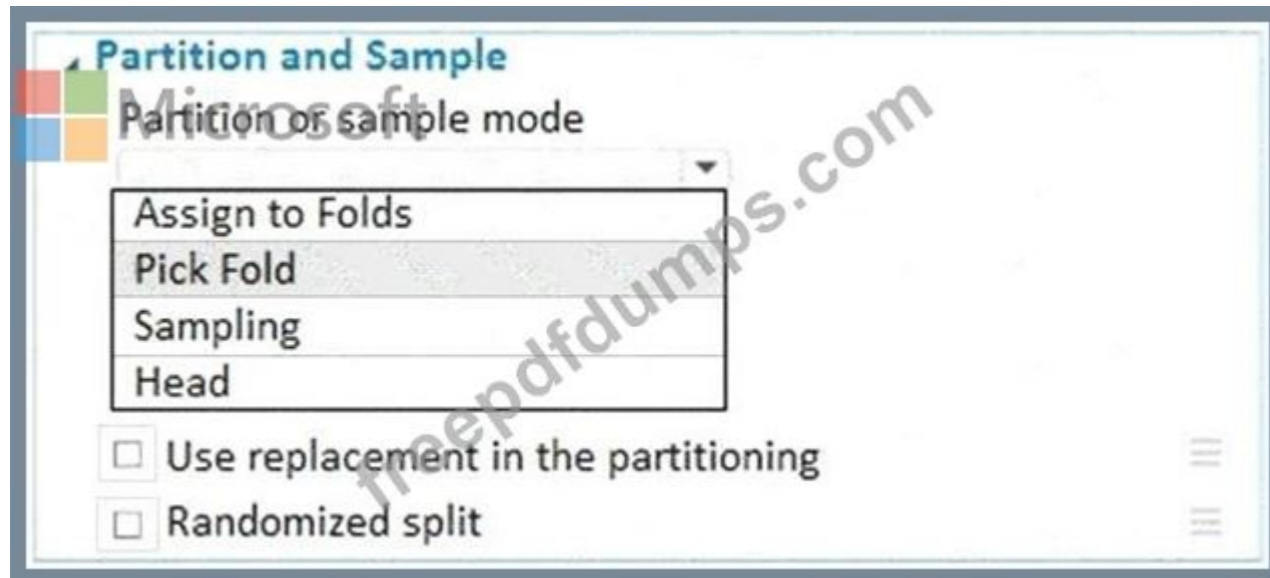 Partition and Sample
Microsoft
Partition or sample mode
Assign to Folds
Pick Fold
Sampling
Head
Use replacement in the partitioning
Randomized split
freepdfdumps.com